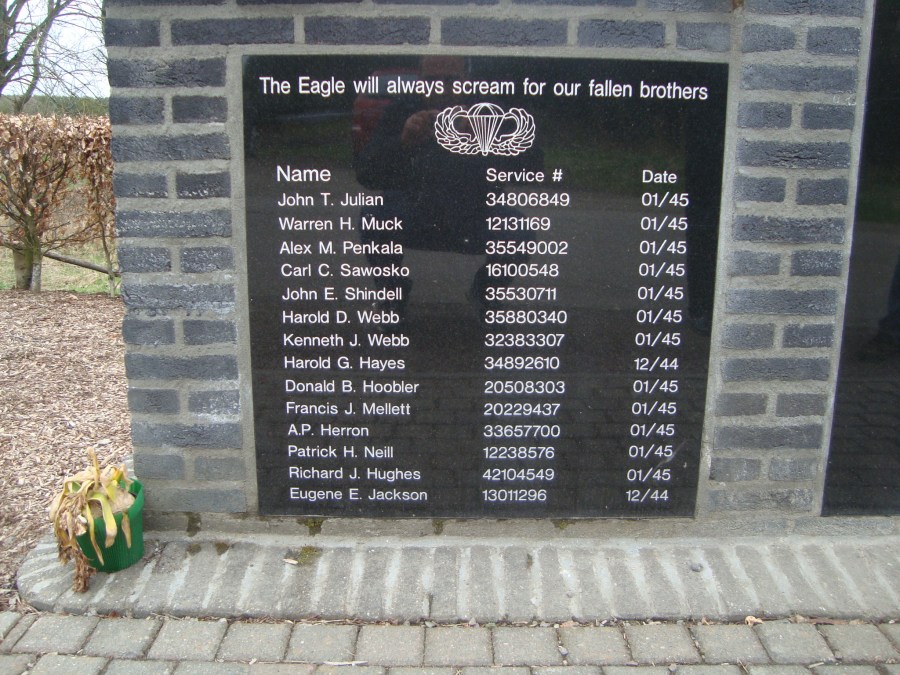 The Eagle will always scream for our fallen brothers
Name Service # Date
John T. Julian 34806849 01/45
Warren H. Muck 12131169 01/45
Alex M. Penkala 35549002 01/45
Carl C. Sawosko 16100548 01/45
John E. Shindell 35530711 01/45
Harold D. Webb 35880340 01/45
Kenneth J. Webb 32383307 01/45
Harold G. Hayes 34892610 12/44
Donald B. Hoobler 20508303 01/45
Francis J. Mellett 20229437 01/45
A.P. Herron 33657700 01/45
Patrick H. Neill 12238576 01/45
Richard J. Hughes 42104549 01/45
Eugene E. Jackson 13011296 12/44